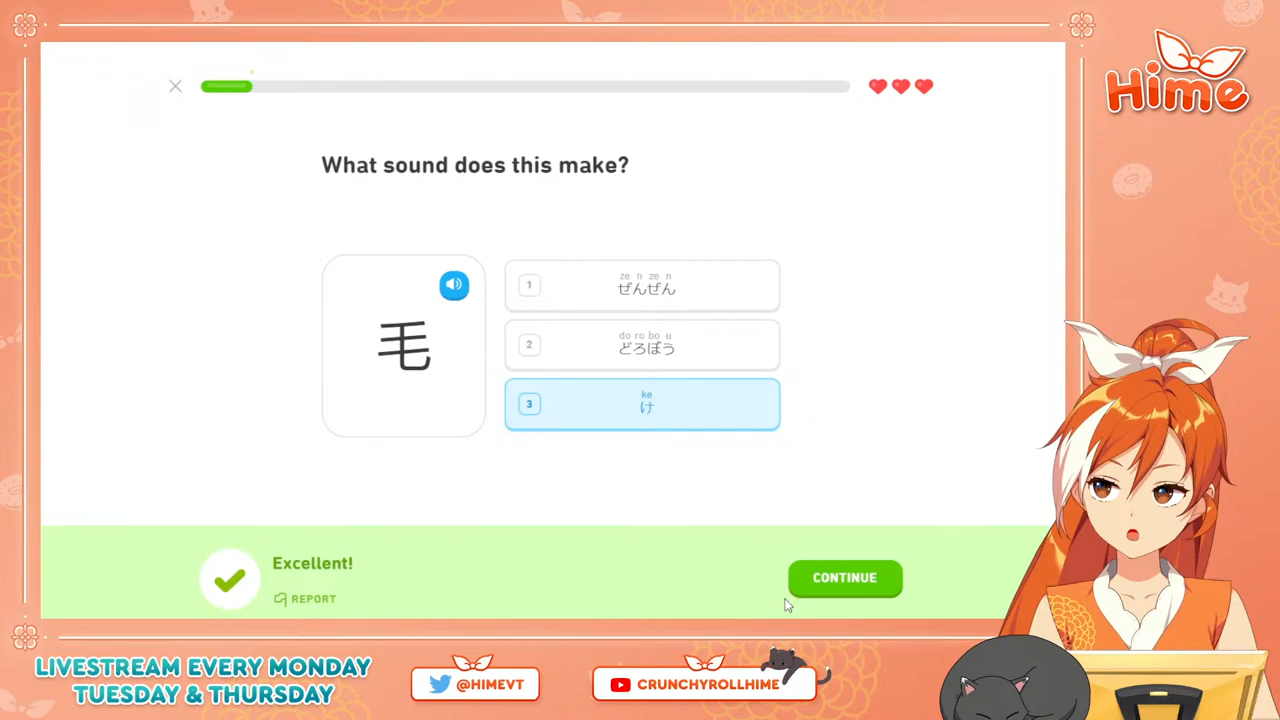 Hime
What sound does this make?
毛
1
ze n ze n
ぜんぜん
2
do ro bo u
どろぼう
3
ke
け
Excellent!
REPORT
CONTINUE
LIVESTREAM EVERY MONDAY
TUESDAY & THURSDAY
@HIMEVT
CRUNCHYROLLHIME